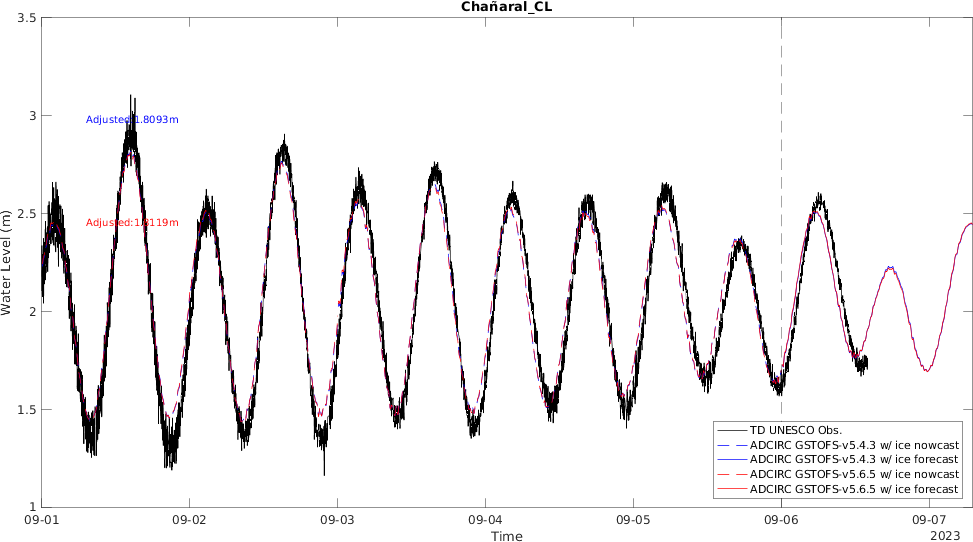 Chañaral_CL
3.5
3
2.5
2
1.5
1
Water Level (m)
Adjusted:1.8093m
Adjusted:1.8119m
TD UNESCO Obs.
ADCIRC GSTOFS-v5.4.3 w/ ice nowcast
ADCIRC GSTOFS-v5.4.3 w/ ice forecast
ADCIRC GSTOFS-v5.6.5 w/ ice nowcast
ADCIRC GSTOFS-v5.6.5 w/ ice forecast
09-01 09-02 09-03 09-04 09-05 09-06 09-07
Time
2023